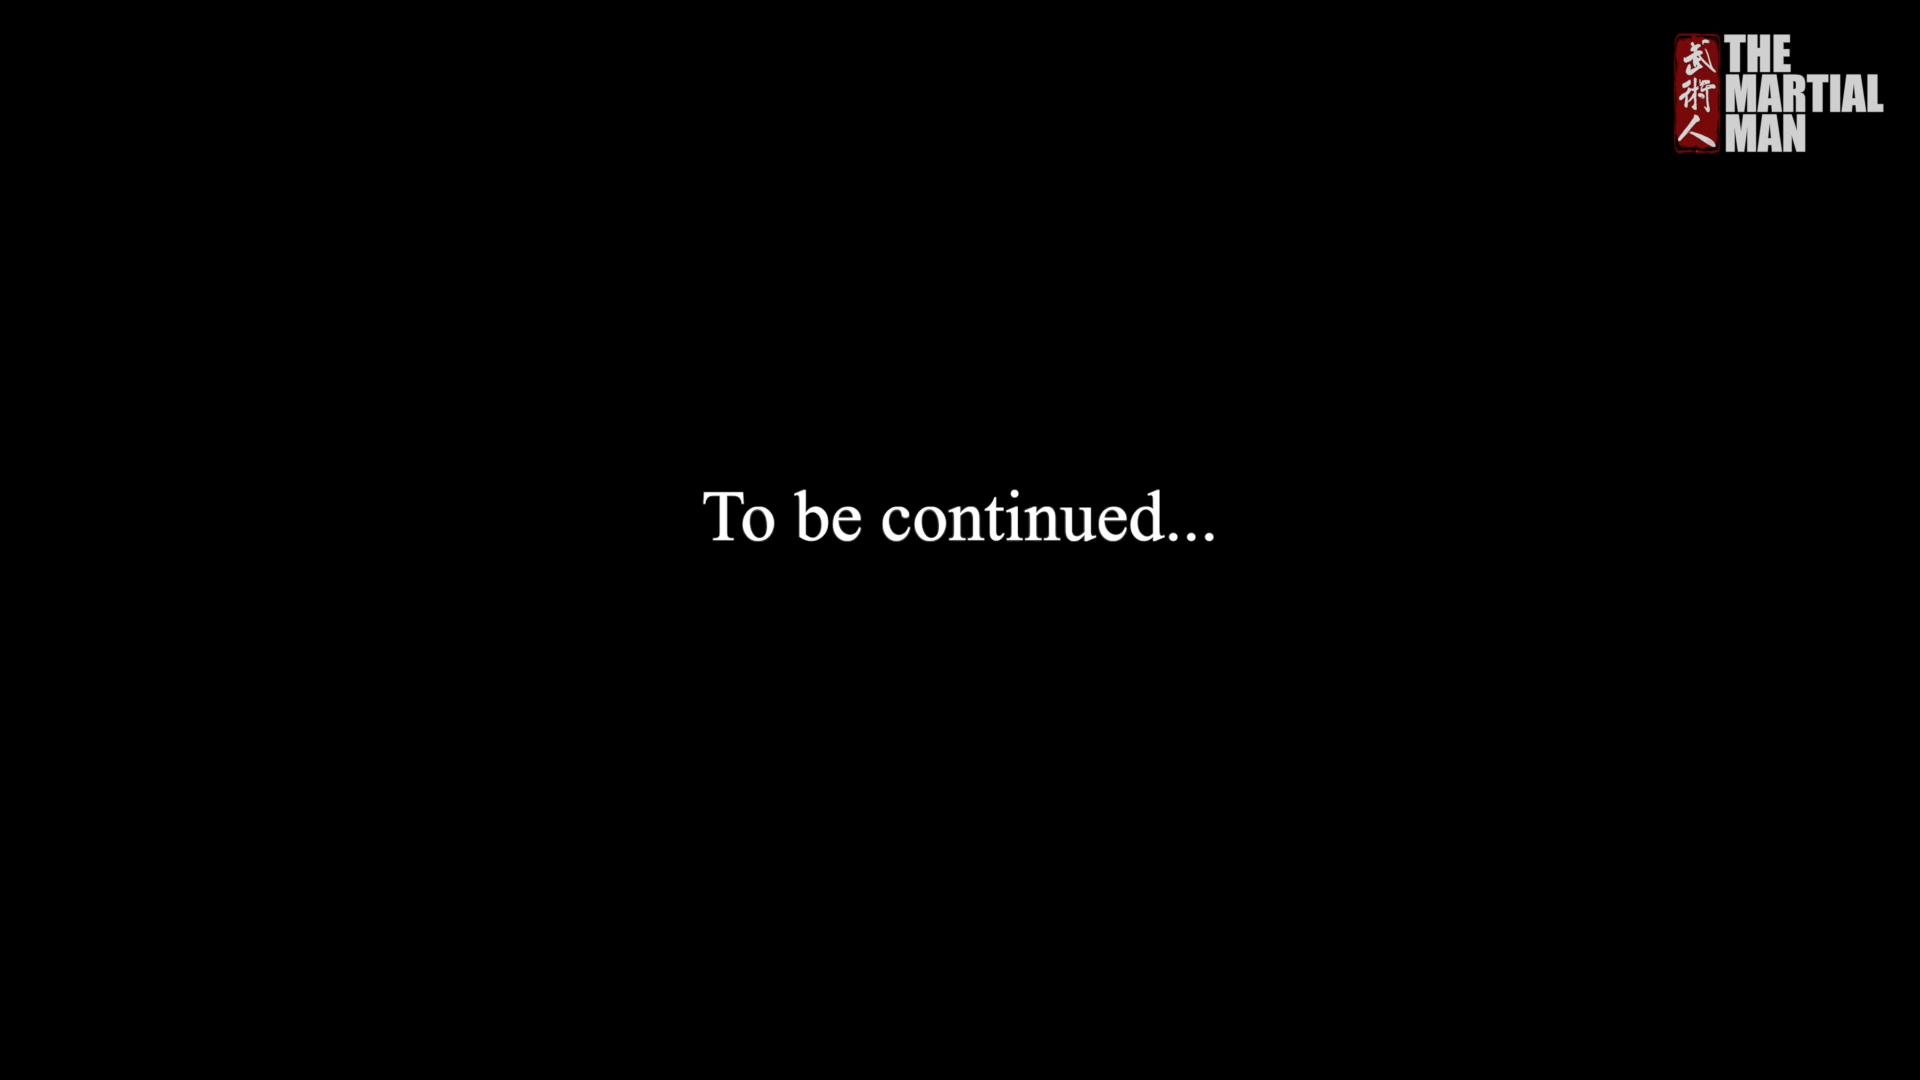 武術人
THE
MARTIAL
MAN
To be continued...